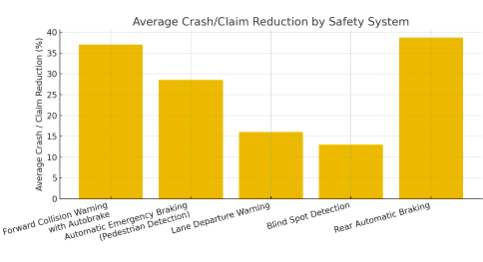 Average Crash/Claim Reduction by Safety System
Average Crash / Claim Reduction (%)
40
35
30
25
20
15
10
5
0
Forward Collision Warning
with Autobrake
Automatic Emergency Braking
(Pedestrian Detection)
Lane Departure Warning
Blind Spot Detection
Rear Automatic Braking